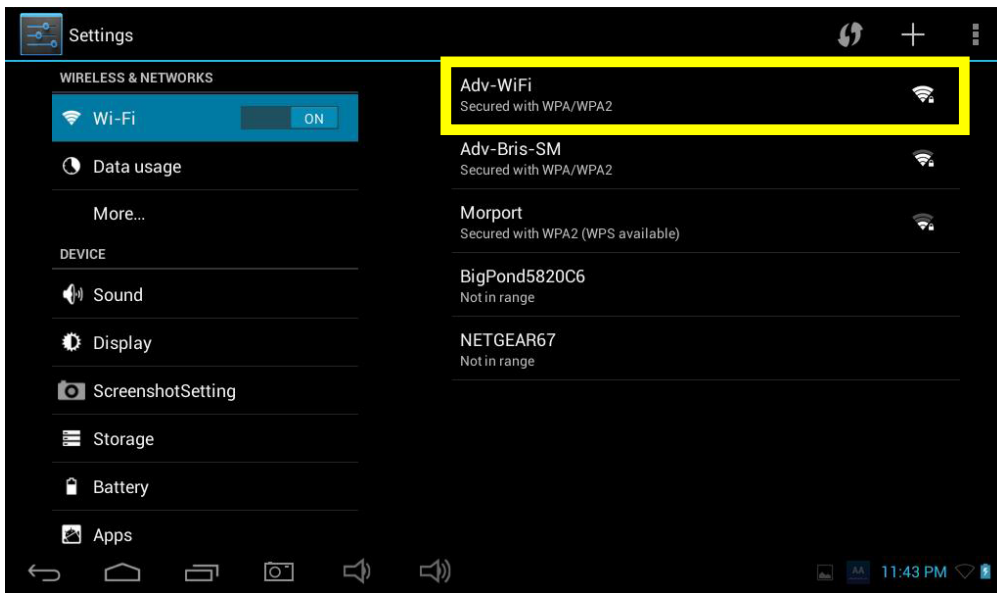 Settings
WIRELESS & NETWORKS
Wi-Fi
ON
Data usage
More...
DEVICE
Sound
Display
ScreenshotSetting
Storage
Battery
Apps
Adv-WiFi
Secured with WPA/WPA2
Adv-Bris-SM
Secured with WPA/WPA2
Morport
Secured with WPA2 (WPS available)
BigPond5820C6
Not in range
NETGEAR67
Not in range
AA
11:43 PM